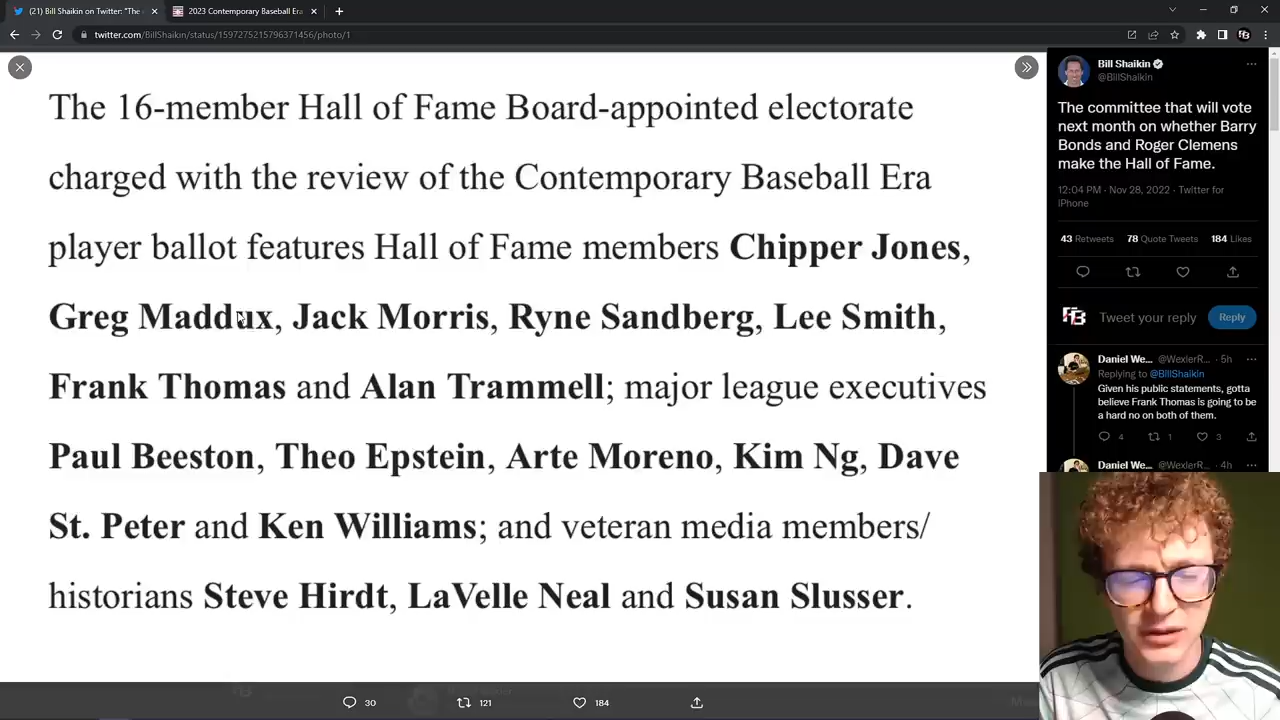 (21) Bill Shaikin on Twitter: "The
2023 Contemporary Baseball Era
twitter.com/BillShaikin/status/1597275215796371456/photo/1
The 16-member Hall of Fame Board-appointed electorate
charged with the review of the Contemporary Baseball Era
player ballot features Hall of Fame members Chipper Jones,
Greg Maddux, Jack Morris, Ryne Sandberg, Lee Smith,
Frank Thomas and Alan Trammell; major league executives
Paul Beeston, Theo Epstein, Arte Moreno, Kim Ng, Dave
St. Peter and Ken Williams; and veteran media members/
historians Steve Hirdt, LaVelle Neal and Susan Slusser.
30
121
184
Bill Shaikin
@BillShaikin
The committee that will vote
next month on whether Barry
Bonds and Roger Clemens
make the Hall of Fame.
12:04 PM · Nov 28, 2022 · Twitter for
iPhone
43 Retweets 78 Quote Tweets 184 Likes
FB
Tweet your reply
Reply
Daniel We... @WexlerR... · 5h
Replying to @BillShaikin
Given his public statements, gotta
believe Frank Thomas is going to be
a hard no on both of them.
4
1
3
Daniel We... @WexlerR... · 4h